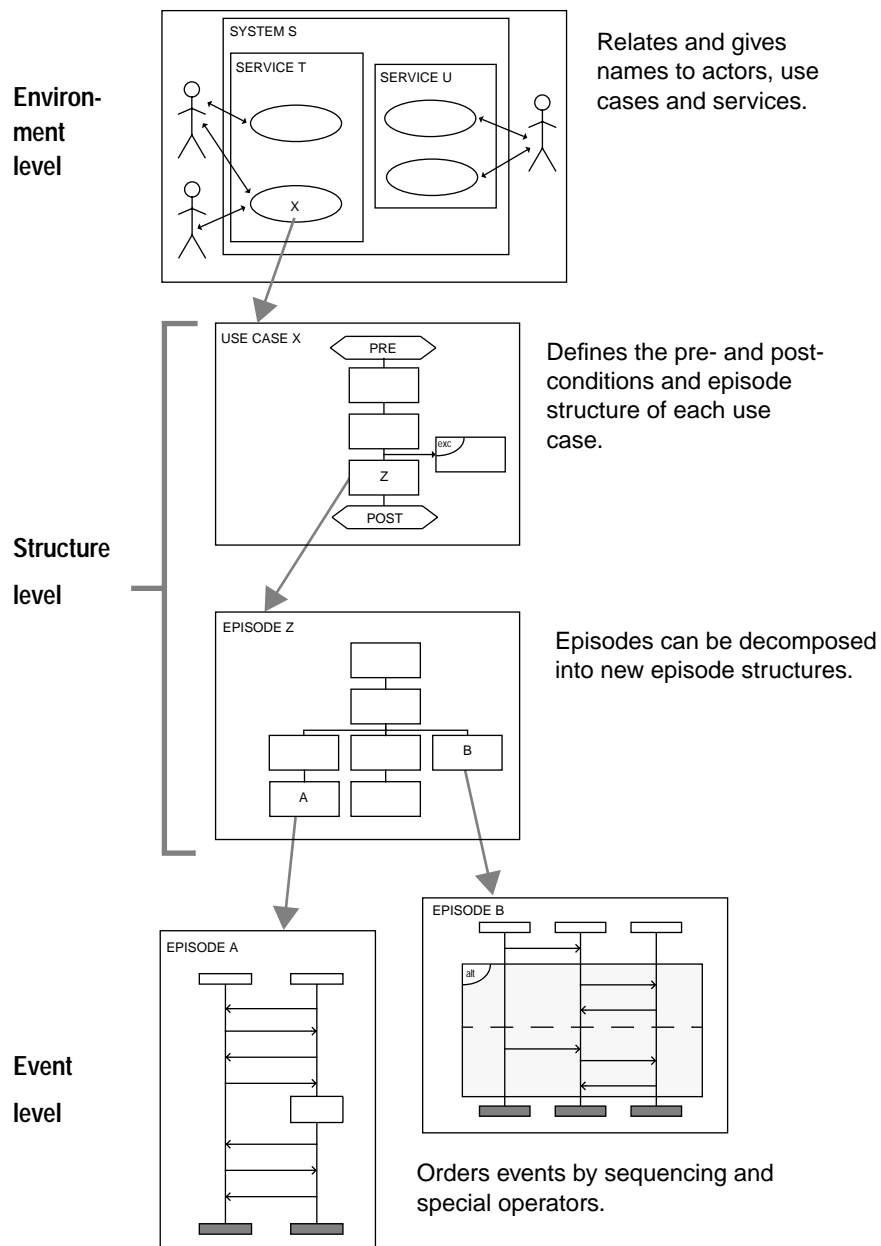 SYSTEM S
SERVICE T
SERVICE U
X
Environ-
ment
level
Relates and gives
names to actors, use
cases and services.
USE CASE X
PRE
exc
Z
POST
Defines the pre- and post-
conditions and episode
structure of each use
case.
Structure
level
EPISODE Z
B
A
Episodes can be decomposed
into new episode structures.
EPISODE A
EPISODE B
alt
Event
level
Orders events by sequencing and
special operators.